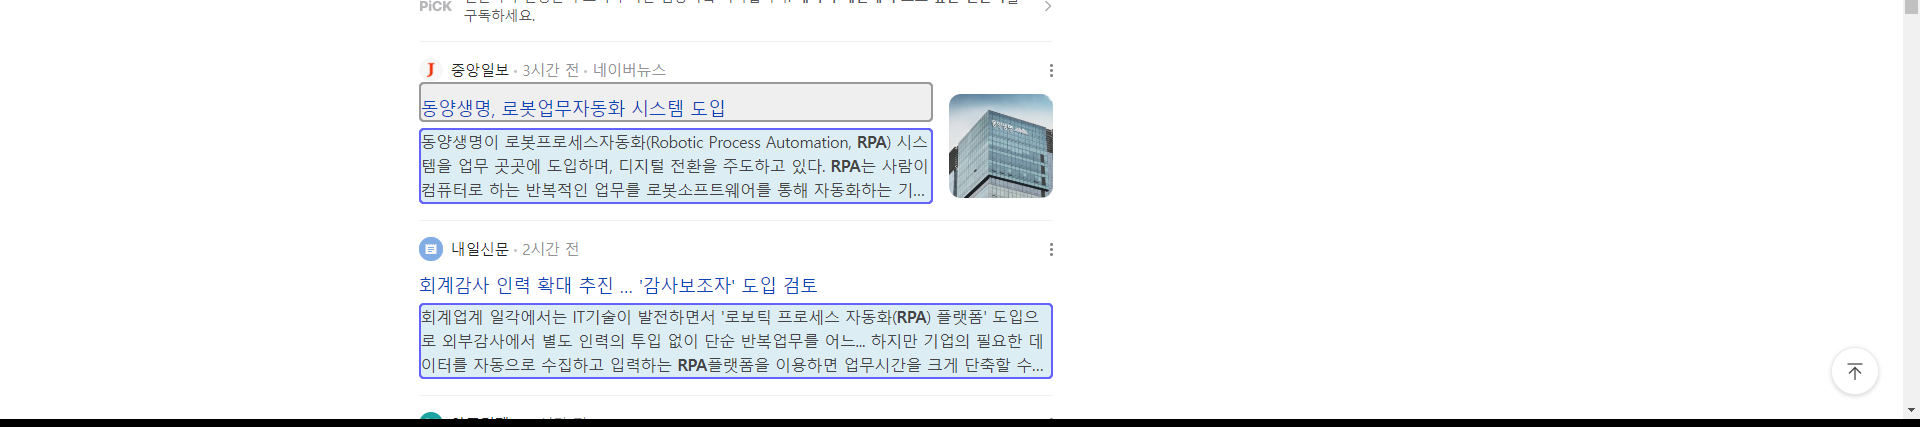 PiCK
구독하세요.
J 중앙일보 · 3시간 전 · 네이버뉴스
동양생명, 로봇업무자동화 시스템 도입
동양생명이 로봇프로세스자동화(Robotic Process Automation, RPA) 시스
템을 업무 곳곳에 도입하며, 디지털 전환을 주도하고 있다. RPA는 사람이
컴퓨터로 하는 반복적인 업무를 로봇소프트웨어를 통해 자동화하는 기...
동양생명
내일신문 · 2시간 전
회계감사 인력 확대 추진 ... '감사보조자' 도입 검토
회계업계 일각에서는 IT기술이 발전하면서 '로보틱 프로세스 자동화(RPA) 플랫폼' 도입으
로 외부감사에서 별도 인력의 투입 없이 단순 반복업무를 어느... 하지만 기업의 필요한 데
이터를 자동으로 수집하고 입력하는 RPA플랫폼을 이용하면 업무시간을 크게 단축할 수...